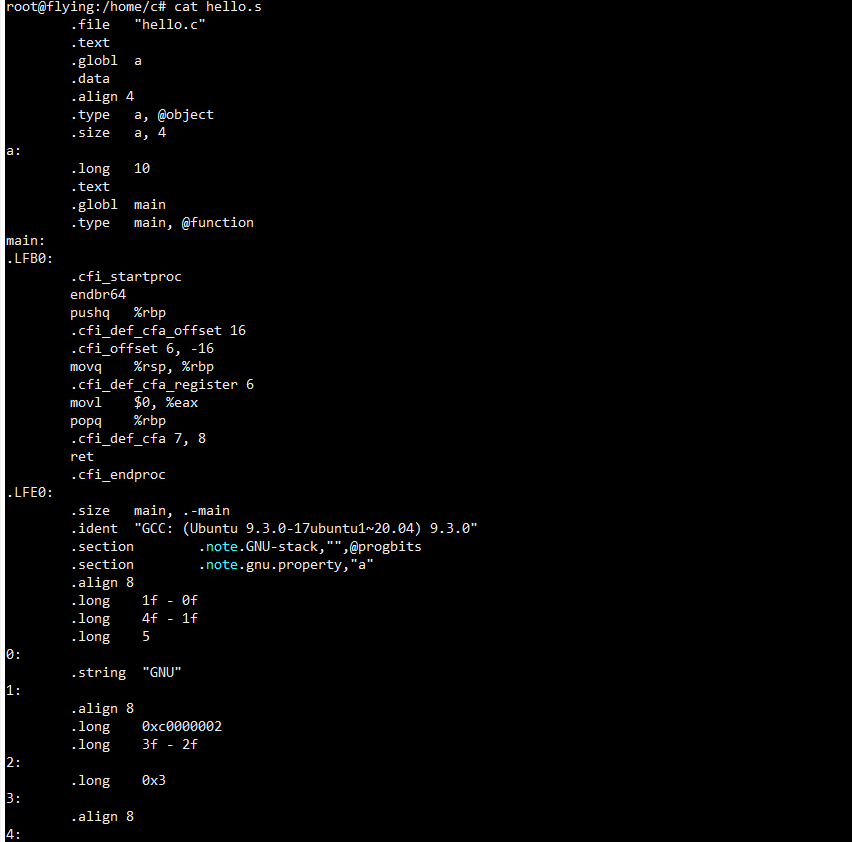 root@flying:/home/c# cat hello.s
        .file   "hello.c"
        .text
        .globl  a
        .data
        .align 4
        .type   a, @object
        .size   a, 4
a:
        .long   10
        .text
        .globl  main
        .type   main, @function
main:
.LFB0:
        .cfi_startproc
        endbr64
        pushq   %rbp
        .cfi_def_cfa_offset 16
        .cfi_offset 6, -16
        movq    %rsp, %rbp
        .cfi_def_cfa_register 6
        movl    $0, %eax
        popq    %rbp
        .cfi_def_cfa 7, 8
        ret
        .cfi_endproc
.LFE0:
        .size   main, .-main
        .ident  "GCC: (Ubuntu 9.3.0-17ubuntu1~20.04) 9.3.0"
        .section        .note.GNU-stack,"",@progbits
        .section        .note.gnu.property,"a"
        .align 8
        .long    1f - 0f
        .long    4f - 1f
        .long    5
0:
        .string  "GNU"
1:
        .align 8
        .long    0xc0000002
        .long    3f - 2f
2:
        .long    0x3
3:
        .align 8
4: